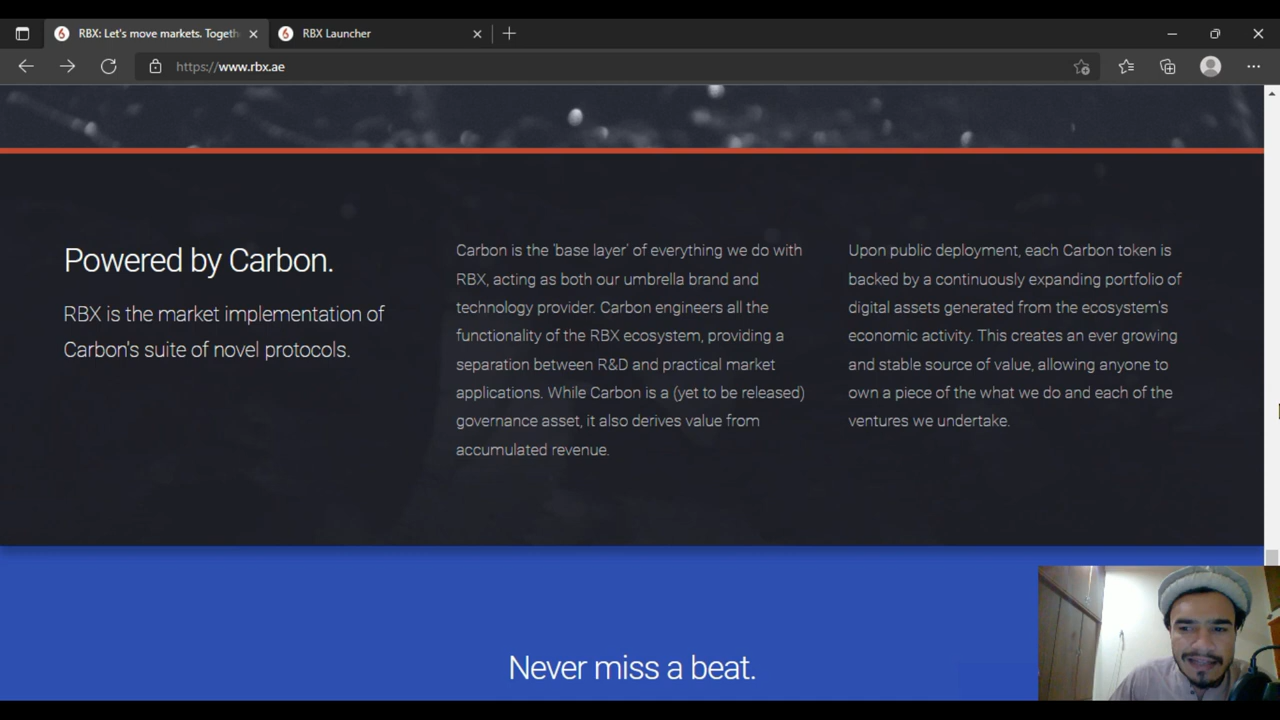 RBX: Let's move markets. Togeth
RBX Launcher
https://www.rbx.ae
Powered by Carbon.
RBX is the market implementation of
Carbon's suite of novel protocols.
Carbon is the 'base layer' of everything we do with
RBX, acting as both our umbrella brand and
technology provider. Carbon engineers all the
functionality of the RBX ecosystem, providing a
separation between R&D and practical market
applications. While Carbon is a (yet to be released)
governance asset, it also derives value from
accumulated revenue.
Upon public deployment, each Carbon token is
backed by a continuously expanding portfolio of
digital assets generated from the ecosystem's
economic activity. This creates an ever growing
and stable source of value, allowing anyone to
own a piece of the what we do and each of the
ventures we undertake.
Never miss a beat.